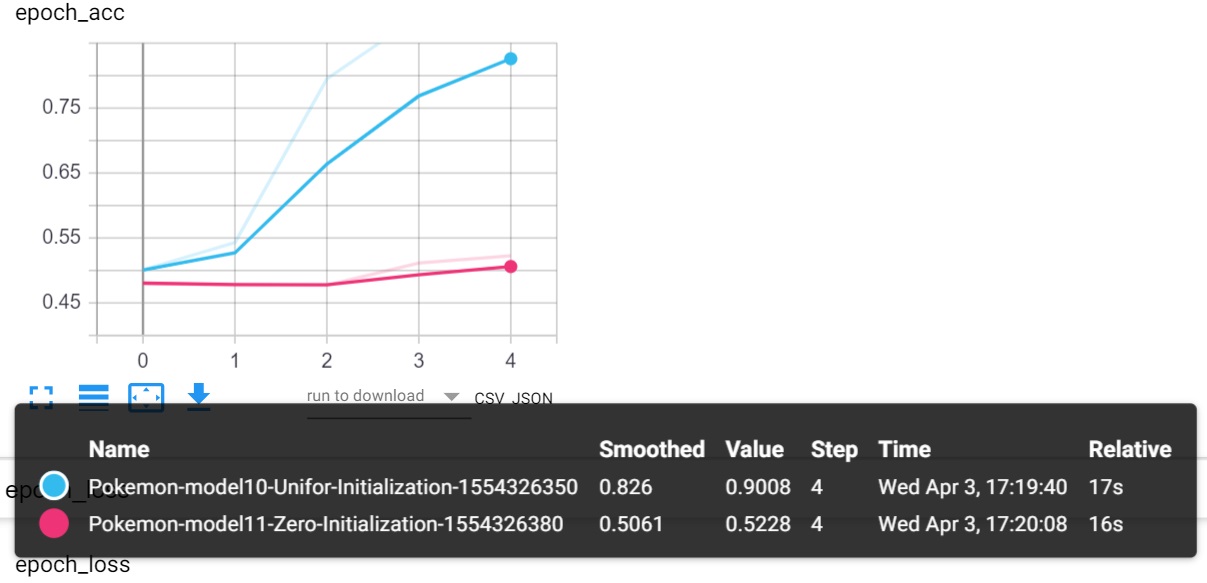 epoch_acc
0.75
0.65
0.55
0.45
0 1 2 3 4
run to download CSV JSON
Name Smoothed Value Step Time Relative
Pokemon-model10-Unifor-Initialization-1554326350 0.826 0.9008 4 Wed Apr 3, 17:19:40 17s
Pokemon-model11-Zero-Initialization-1554326380 0.5061 0.5228 4 Wed Apr 3, 17:20:08 16s
epoch_loss
epoch_loss